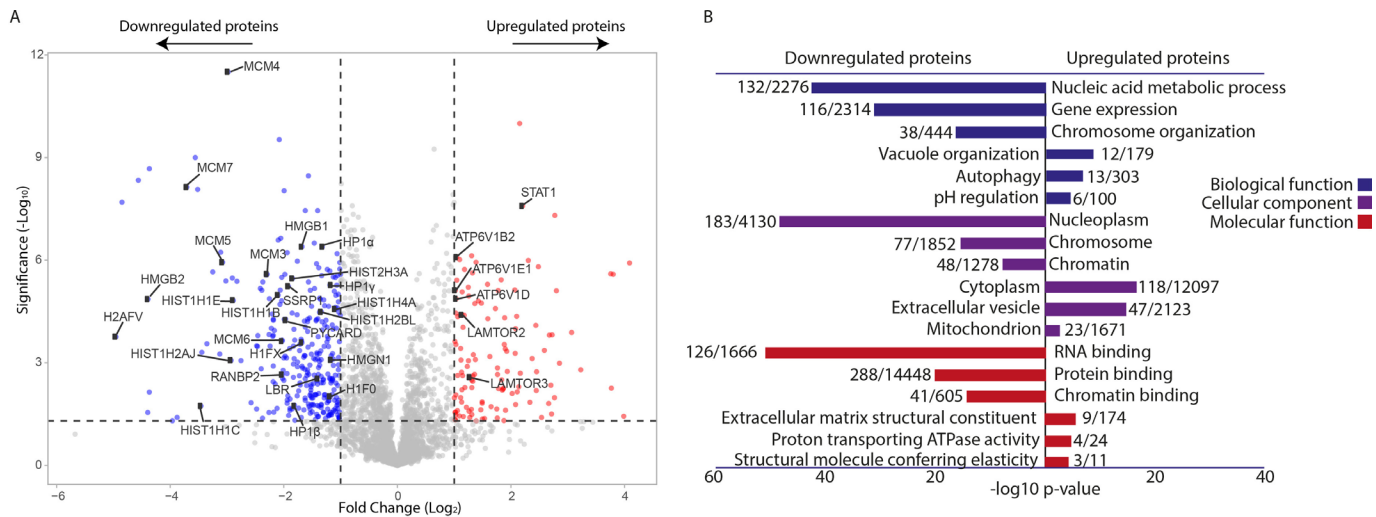 A
Downregulated proteins
Upregulated proteins
Significance (-Log₁₀)
12
9
6
3
0
−6
−4
−2
0
2
4
Fold Change (Log₂)
MCM4
MCM7
STAT1
HMGB1
HP1α
ATP6V1B2
MCM5
MCM3
HMGB2
HIST2H3A
ATP6V1E1
HP1γ
HIST1H1E
SSRP1
HIST1H4A
ATP6V1D
HIST1H1B
H2AFV
HIST1H2BL
PYCARD
LAMTOR2
MCM6
H1FX
HIST1H2AJ
HMGN1
RANBP2
LBR
H1F0
LAMTOR3
HIST1H1C
HP1β
B
Downregulated proteins
Upregulated proteins
60
40
132/2276 Nucleic acid metabolic process
116/2314 Gene expression
38/444 Chromosome organization
Vacuole organization 12/179
Autophagy 13/303
pH regulation 6/100
183/4130 Nucleoplasm
77/1852 Chromosome
48/1278 Chromatin
Cytoplasm 118/12097
Extracellular vesicle 47/2123
Mitochondrion 23/1671
126/1666 RNA binding
288/14448 Protein binding
41/605 Chromatin binding
Extracellular matrix structural constituent 9/174
Proton transporting ATPase activity 4/24
Structural molecule conferring elasticity 3/11
60
40
20
20
40
-log10 p-value
Biological function
Cellular component
Molecular function